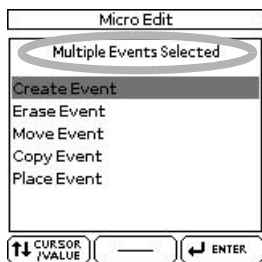 Micro Edit
Multiple Events Selected
Create Event
Erase Event
Move Event
Copy Event
Place Event
↑↓ CURSOR /VALUE
↵ ENTER